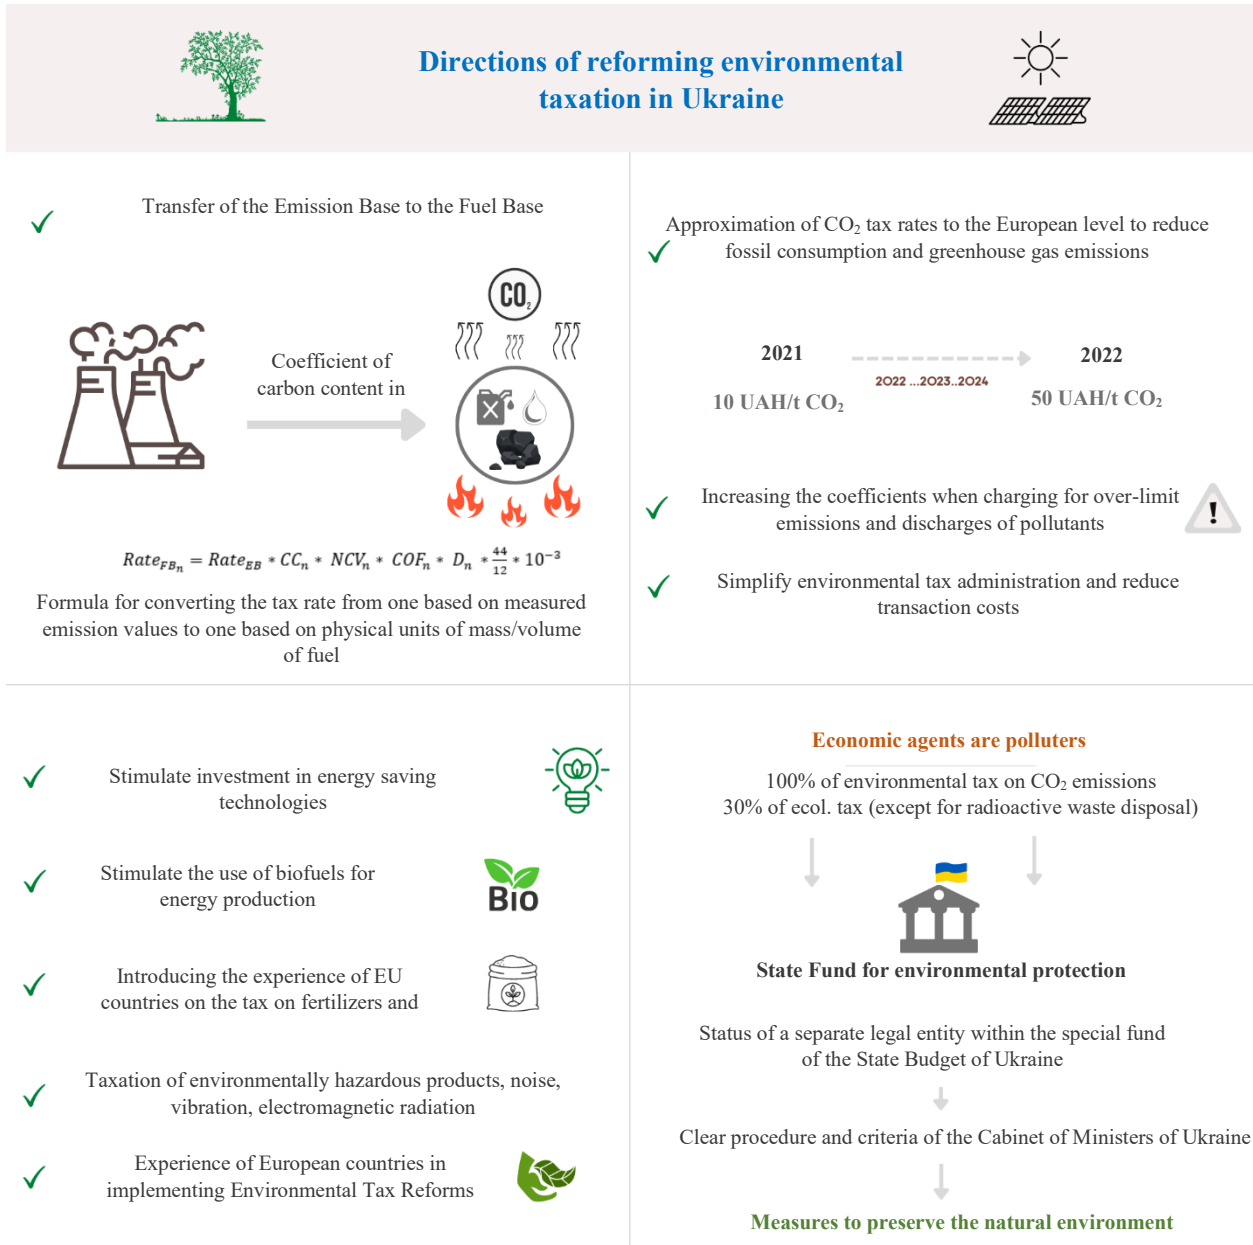 Directions of reforming environmental
taxation in Ukraine
Transfer of the Emission Base to the Fuel Base
CO2
Coefficient of
carbon content in
Rate_{FB_n} = Rate_{EB} * CC_n * NCV_n * COF_n * D_n * \frac{44}{12} * 10^{-3}
Formula for converting the tax rate from one based on measured
emission values to one based on physical units of mass/volume
of fuel
Approximation of CO₂ tax rates to the European level to reduce
fossil consumption and greenhouse gas emissions
2021
2022
2022 ...2023..2024
10 UAH/t CO₂
50 UAH/t CO₂
Increasing the coefficients when charging for over-limit
emissions and discharges of pollutants
!
Simplify environmental tax administration and reduce
transaction costs
Stimulate investment in energy saving
technologies
Stimulate the use of biofuels for
energy production
Bio
Introducing the experience of EU
countries on the tax on fertilizers and
Taxation of environmentally hazardous products, noise,
vibration, electromagnetic radiation
Experience of European countries in
implementing Environmental Tax Reforms
Economic agents are polluters
100% of environmental tax on CO₂ emissions
30% of ecol. tax (except for radioactive waste disposal)
State Fund for environmental protection
Status of a separate legal entity within the special fund
of the State Budget of Ukraine
Clear procedure and criteria of the Cabinet of Ministers of Ukraine
Measures to preserve the natural environment